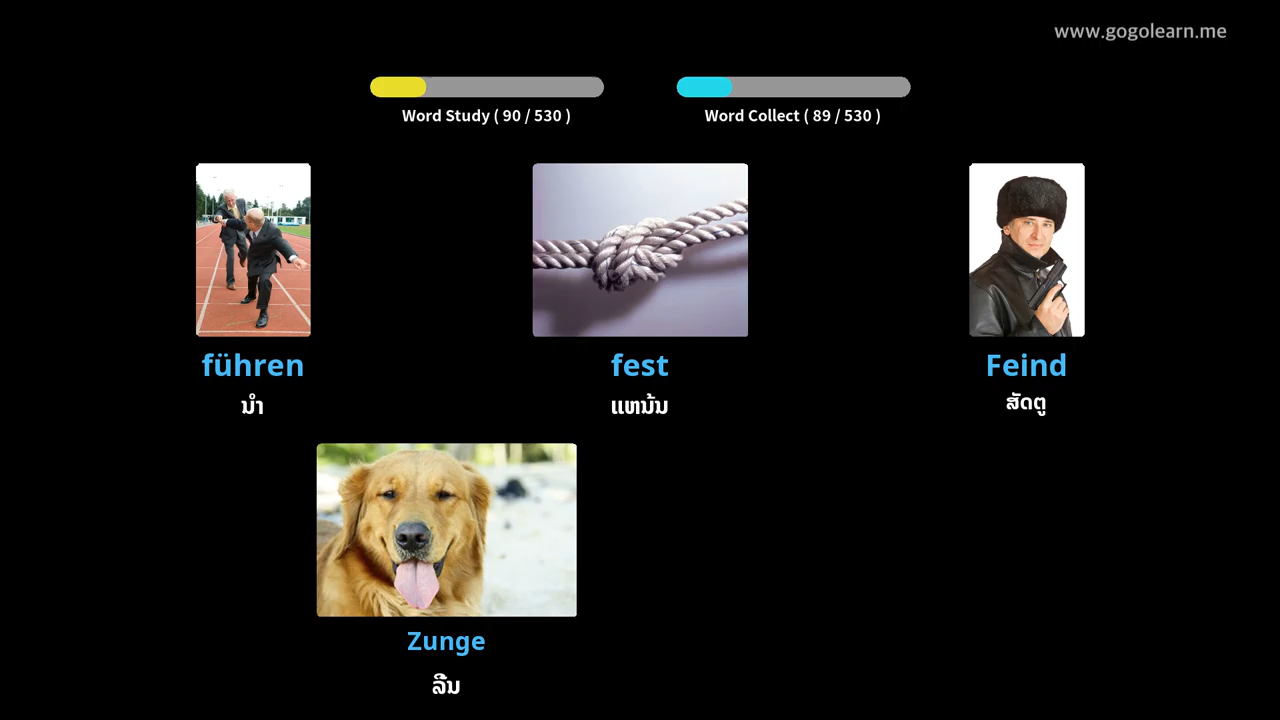 www.gogolearn.me
Word Study ( 90 / 530 )
Word Collect ( 89 / 530 )
führen
ນຳ
fest
ແຫນ້ນ
Feind
ສັດຕູ
Zunge
ລີ້ນ